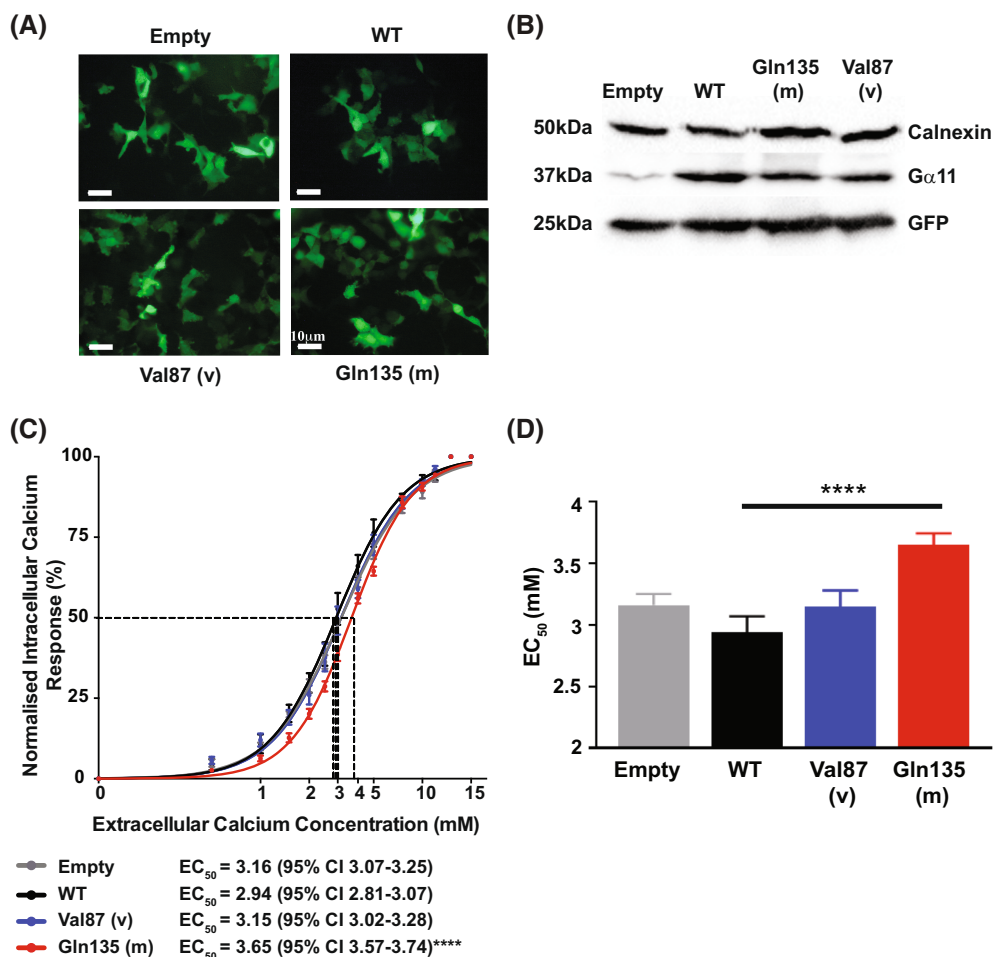 (A)
Empty
WT
10μm
Val87 (v)
Gln135 (m)
(B)
Empty
WT
Gln135
(m)
Val87
(v)
50kDa
Calnexin
37kDa
Gα11
25kDa
GFP
(C)
Normalised Intracellular Calcium
Response (%)
100
75
50
25
0
0 1 2 3 4 5 10 15
Extracellular Calcium Concentration (mM)
Empty EC50 = 3.16 (95% CI 3.07-3.25)
WT EC50 = 2.94 (95% CI 2.81-3.07)
Val87 (v) EC50 = 3.15 (95% CI 3.02-3.28)
Gln135 (m) EC50 = 3.65 (95% CI 3.57-3.74)****
(D)
****
EC50 (mM)
4
3.5
3
2.5
2
Empty
WT
Val87
(v)
Gln135
(m)